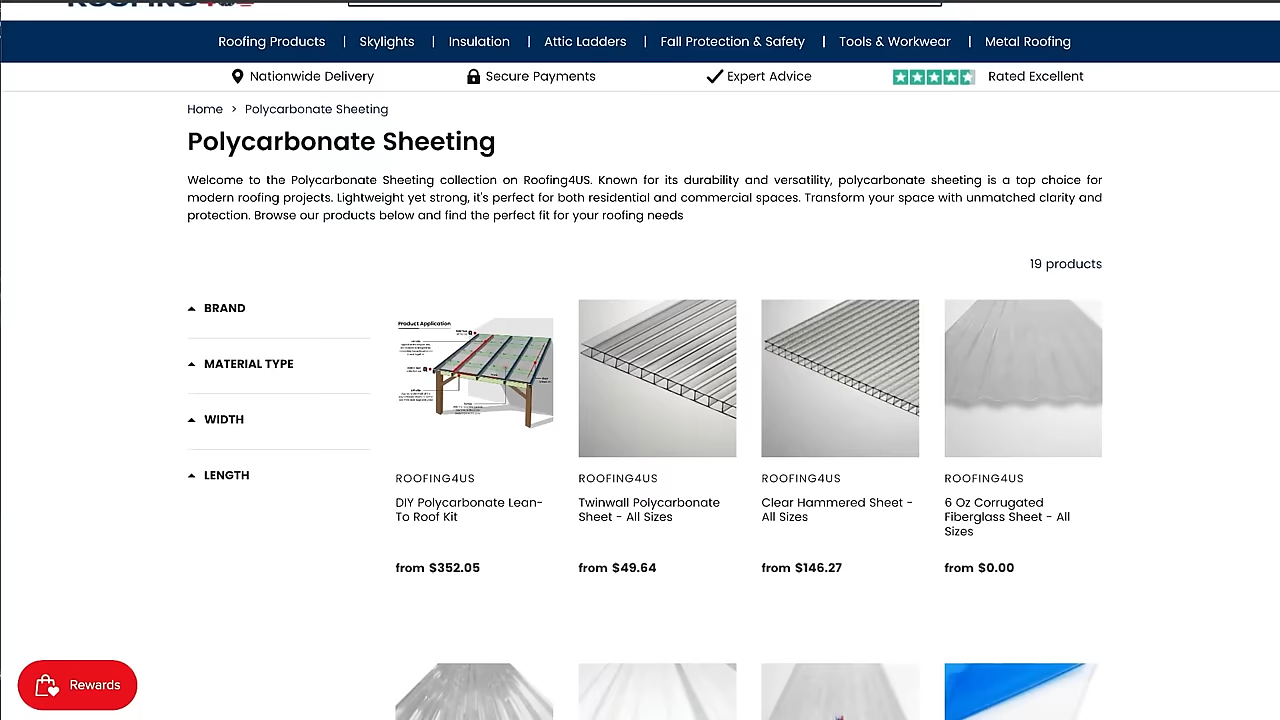 ROOFING4US
Roofing Products | Skylights | Insulation | Attic Ladders | Fall Protection & Safety | Tools & Workwear | Metal Roofing
Nationwide Delivery Secure Payments Expert Advice Rated Excellent
Home > Polycarbonate Sheeting
Polycarbonate Sheeting
Welcome to the Polycarbonate Sheeting collection on Roofing4US. Known for its durability and versatility, polycarbonate sheeting is a top choice for
modern roofing projects. Lightweight yet strong, it's perfect for both residential and commercial spaces. Transform your space with unmatched clarity and
protection. Browse our products below and find the perfect fit for your roofing needs
19 products
BRAND
MATERIAL TYPE
WIDTH
LENGTH
Product Application
ROOFING4US
DIY Polycarbonate Lean-
To Roof Kit
from $352.05
ROOFING4US
Twinwall Polycarbonate
Sheet - All Sizes
from $49.64
ROOFING4US
Clear Hammered Sheet -
All Sizes
from $146.27
ROOFING4US
6 Oz Corrugated
Fiberglass Sheet - All
Sizes
from $0.00
Rewards